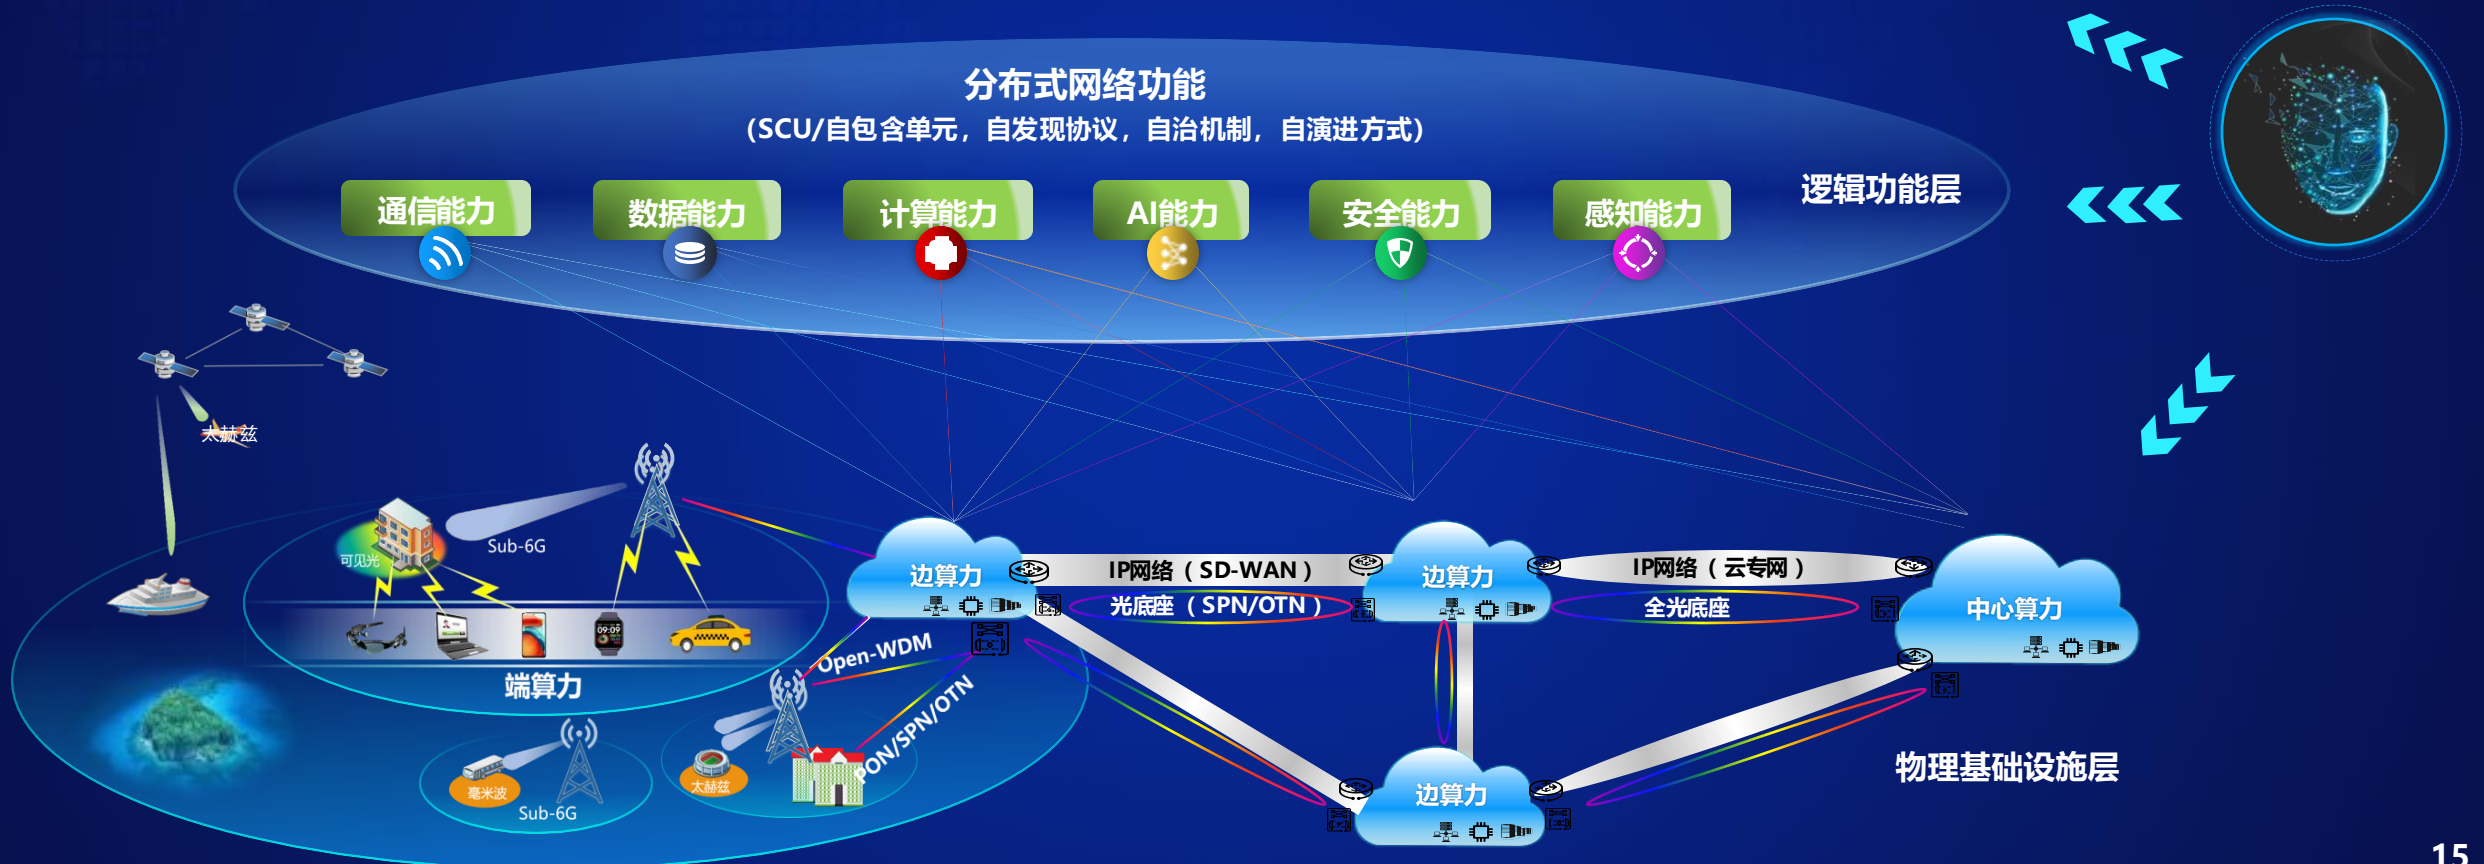 分布式网络功能
（SCU/自包含单元，自发现协议，自治机制，自演进方式）
通信能力
数据能力
计算能力
AI能力
安全能力
感知能力
逻辑功能层
太赫兹
可见光
Sub-6G
09:09
端算力
毫米波
Sub-6G
太赫兹
Open-WDM
PON/SPN/OTN
边算力
IP网络（SD-WAN）
光底座（SPN/OTN）
边算力
IP网络（云专网）
全光底座
中心算力
边算力
物理基础设施层
15